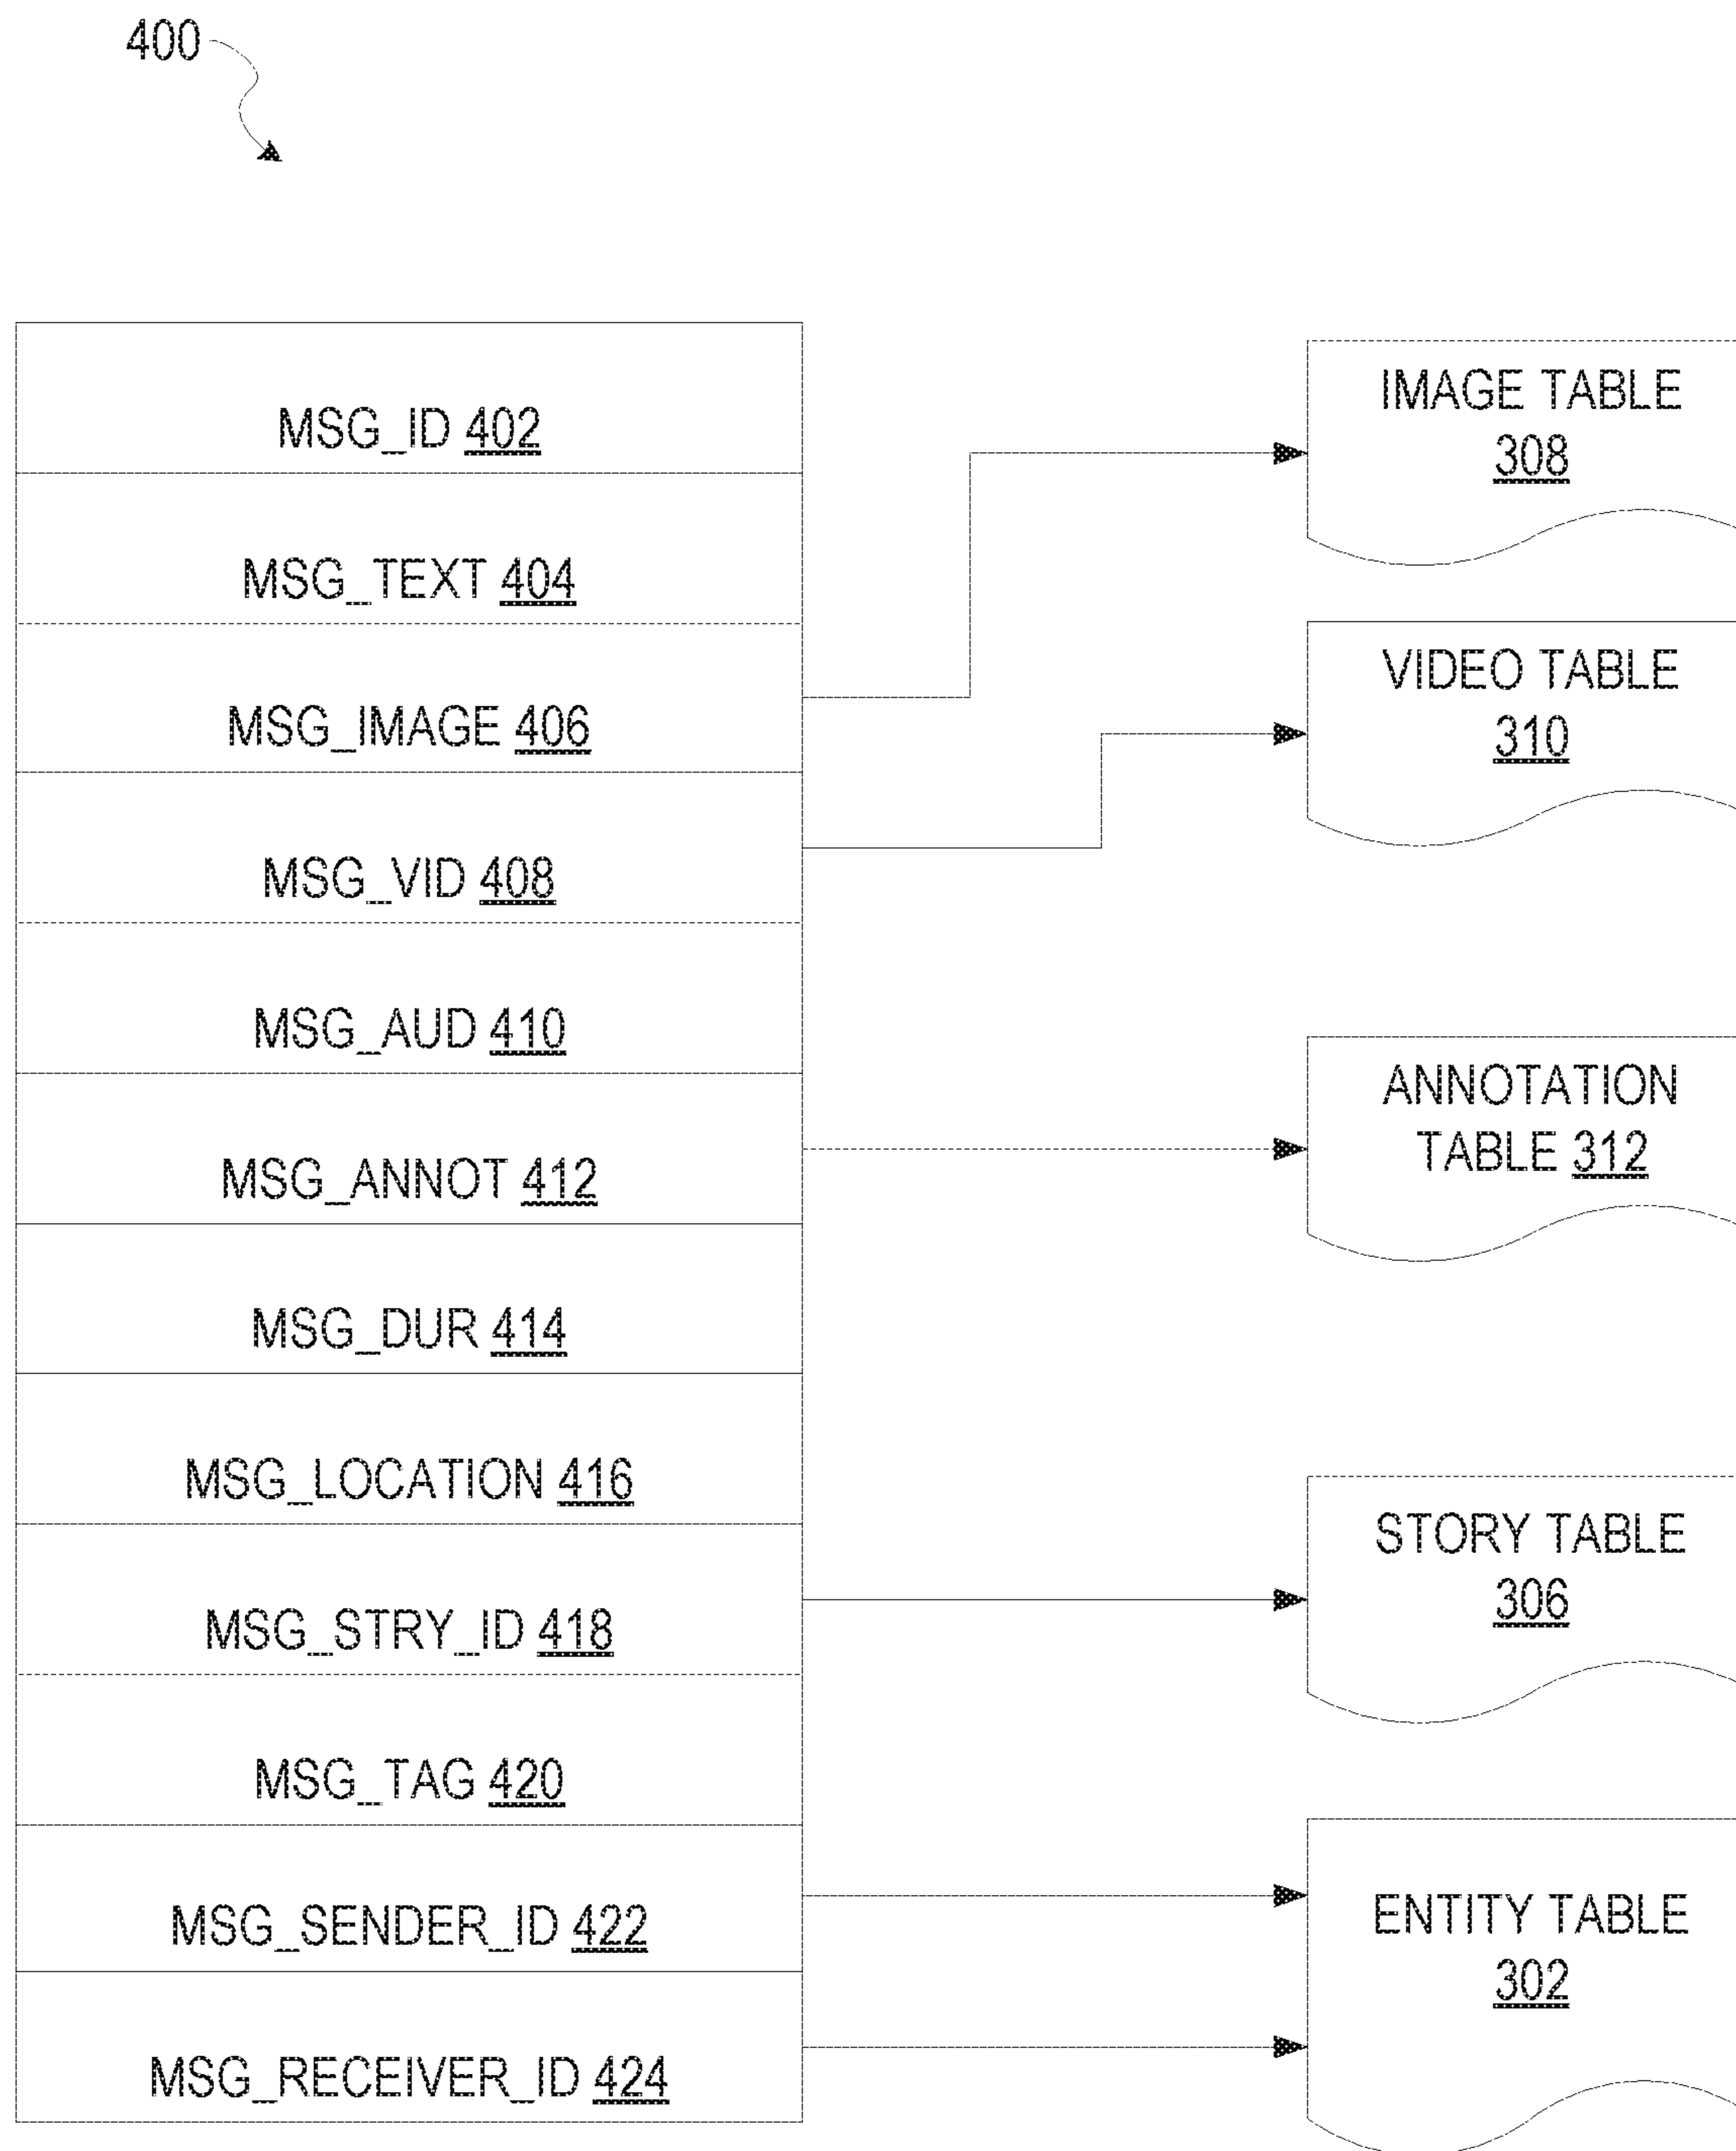 400
MSG_ID 402
MSG_TEXT 404
MSG_IMAGE 406
MSG_VID 408
MSG_AUD 410
MSG_ANNOT 412
MSG_DUR 414
MSG_LOCATION 416
MSG_STRY_ID 418
MSG_TAG 420
MSG_SENDER_ID 422
MSG_RECEIVER_ID 424
IMAGE TABLE
308
VIDEO TABLE
310
ANNOTATION
TABLE 312
STORY TABLE
306
ENTITY TABLE
302